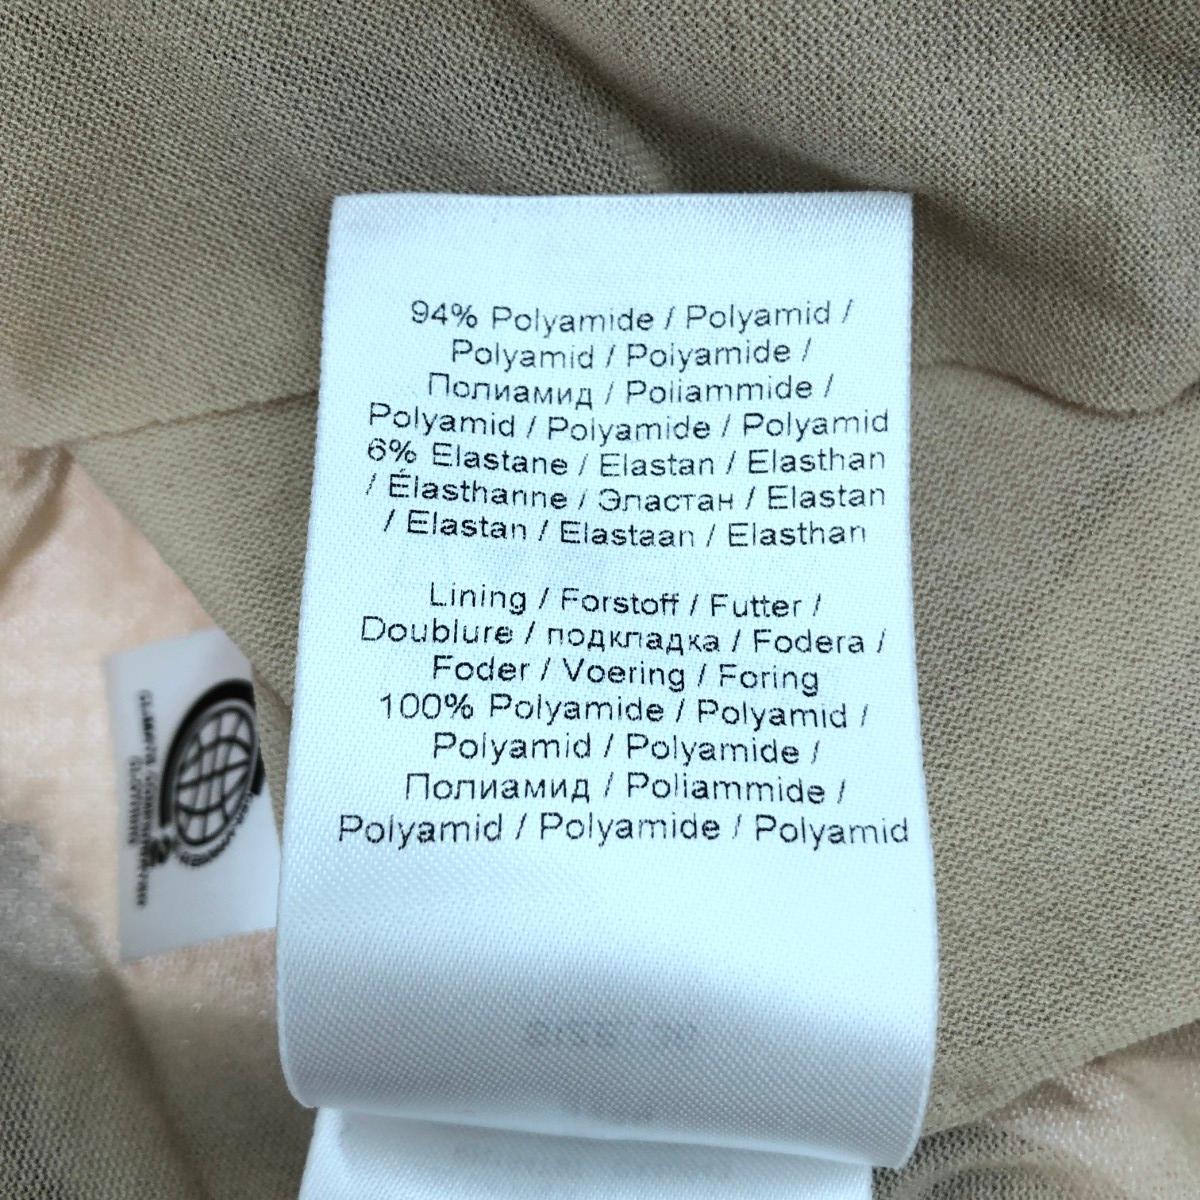 94% Polyamide / Polyamid /
Polyamid / Polyamide /
Полиамид / Poliammide /
Polyamid / Polyamide / Polyamid
6% Elastane / Elastan / Elasthan
/ Élasthanne / Эластан / Elastan
/ Elastan / Elastaan / Elasthan
Lining / Forstoff / Futter /
Doublure / подкладка / Fodera /
Foder / Voering / Foring
100% Polyamide / Polyamid /
Polyamid / Polyamide /
Полиамид / Poliammide /
Polyamid / Polyamide / Polyamid